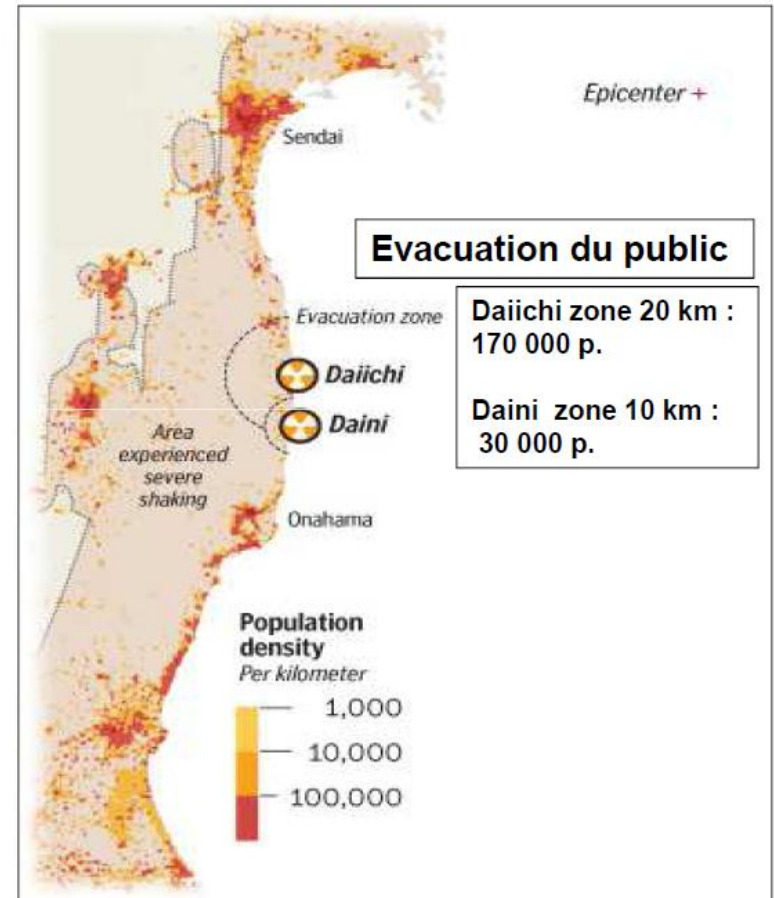 Epicenter +
Sendai
Evacuation du public
Evacuation zone
Daiichi zone 20 km :
170 000 p.
Daini zone 10 km :
30 000 p.
Daiichi
Daini
Area
experienced
severe
shaking
Onahama
Population
density
Per kilometer
1,000
10,000
100,000